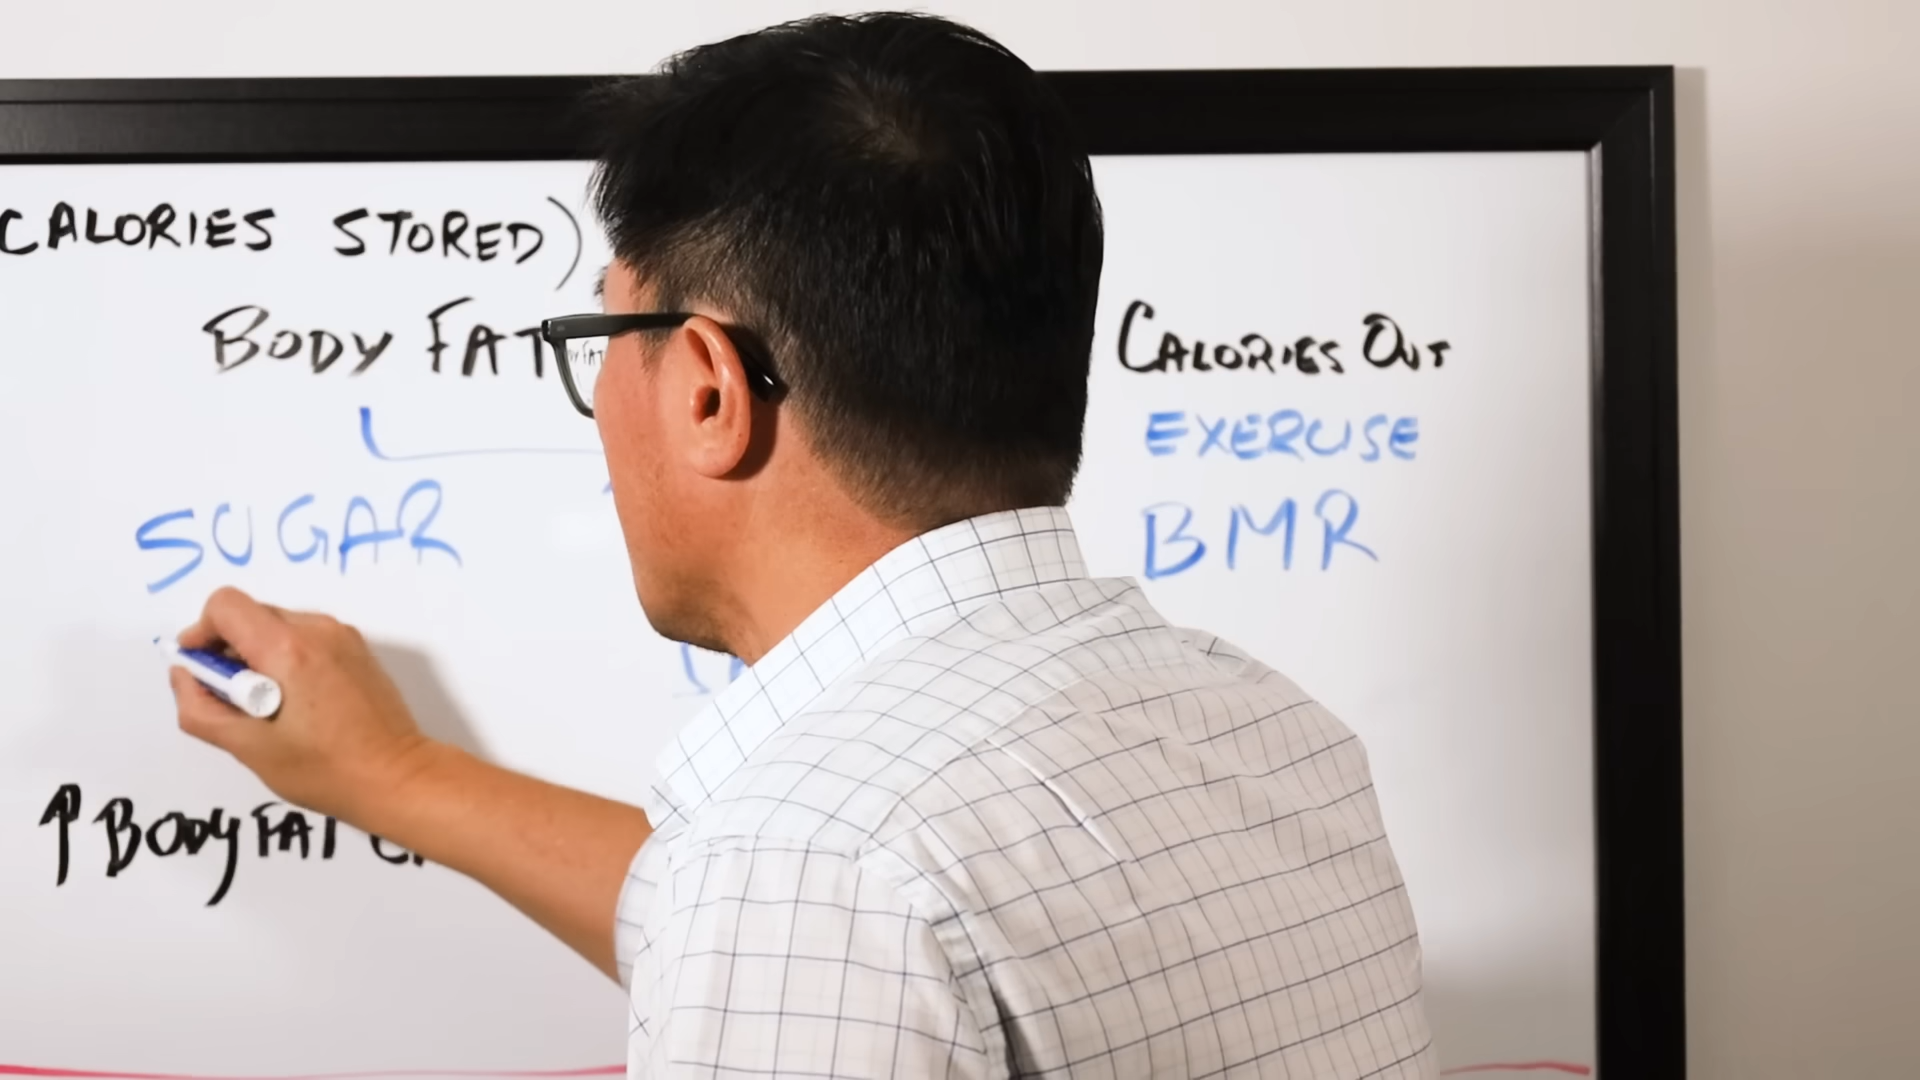 CALORIES STORED)
BODY FAT
CALORIES OUT
EXERCISE
SUGAR
BMR
↑ BODY FAT